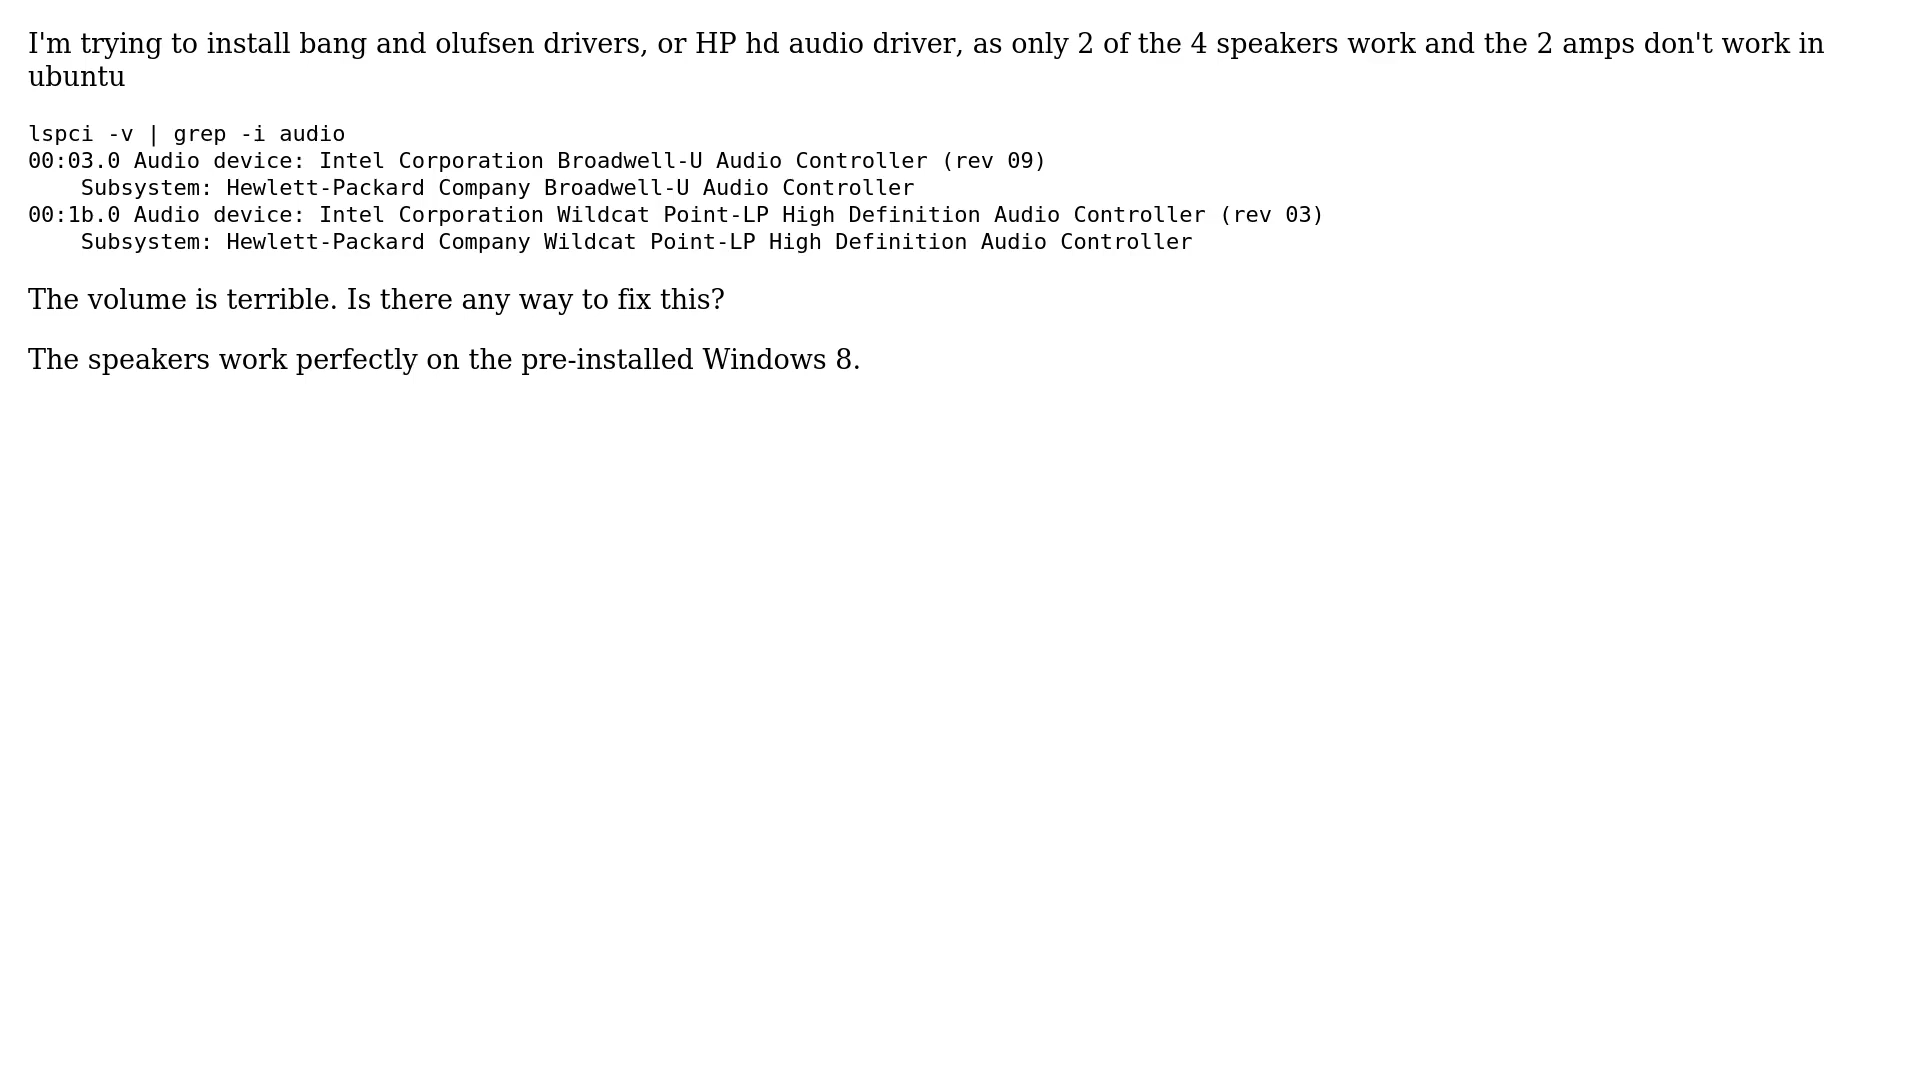 I'm trying to install bang and olufsen drivers, or HP hd audio driver, as only 2 of the 4 speakers work and the 2 amps don't work in
ubuntu
lspci -v | grep -i audio
00:03.0 Audio device: Intel Corporation Broadwell-U Audio Controller (rev 09)
    Subsystem: Hewlett-Packard Company Broadwell-U Audio Controller
00:1b.0 Audio device: Intel Corporation Wildcat Point-LP High Definition Audio Controller (rev 03)
    Subsystem: Hewlett-Packard Company Wildcat Point-LP High Definition Audio Controller
The volume is terrible. Is there any way to fix this?
The speakers work perfectly on the pre-installed Windows 8.